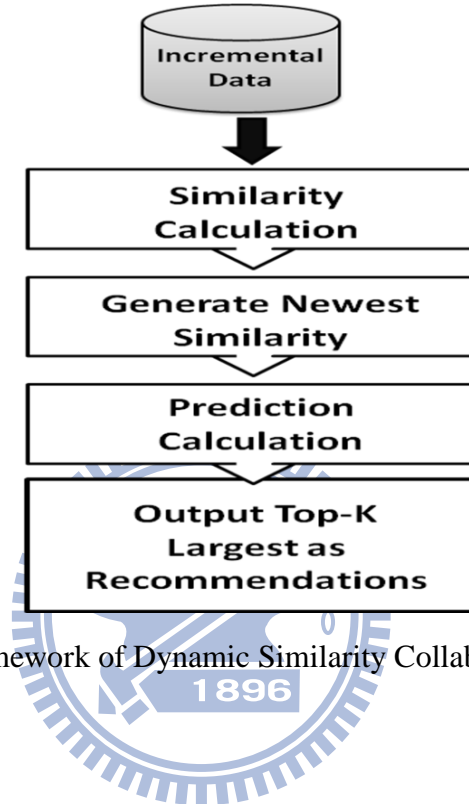 Incremental
Data
Similarity
Calculation
Generate Newest
Similarity
Prediction
Calculation
Output Top-K
Largest as
Recommendations
nework of Dynamic Similarity Collab
1896